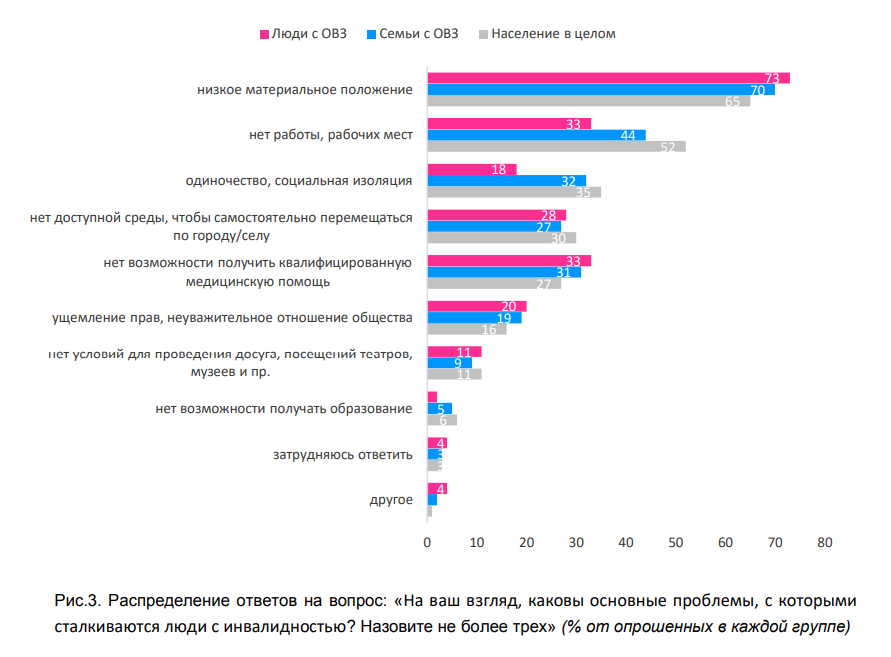 Люди с ОВЗ Семьи с ОВЗ Население в целом
низкое материальное положение
73
70
65
нет работы, рабочих мест
33
44
52
одиночество, социальная изоляция
18
32
35
нет доступной среды, чтобы самостоятельно перемещаться
по городу/селу
28
27
30
нет возможности получить квалифицированную
медицинскую помощь
33
31
27
ущемление прав, неуважительное отношение общества
20
19
16
нет условий для проведения досуга, посещений театров,
музеев и пр.
11
9
11
нет возможности получать образование
5
6
затрудняюсь ответить
4
3
3
другое
4
0 10 20 30 40 50 60 70 80
Рис.3. Распределение ответов на вопрос: «На ваш взгляд, каковы основные проблемы, с которыми
сталкиваются люди с инвалидностью? Назовите не более трех» (% от опрошенных в каждой группе)